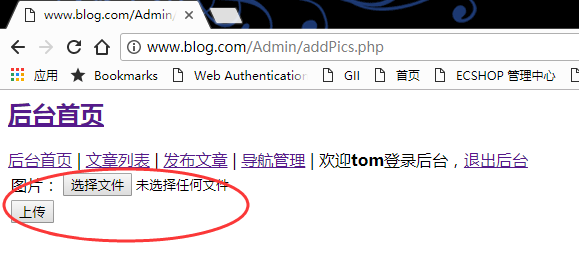 www.blog.com/Admin/a
www.blog.com/Admin/addPics.php
应用 Bookmarks Web Authentication GII 首页 ECSHOP 管理中心
后台首页
后台首页 | 文章列表 | 发布文章 | 导航管理 | 欢迎tom登录后台，退出后台
图片： 选择文件 未选择任何文件
上传